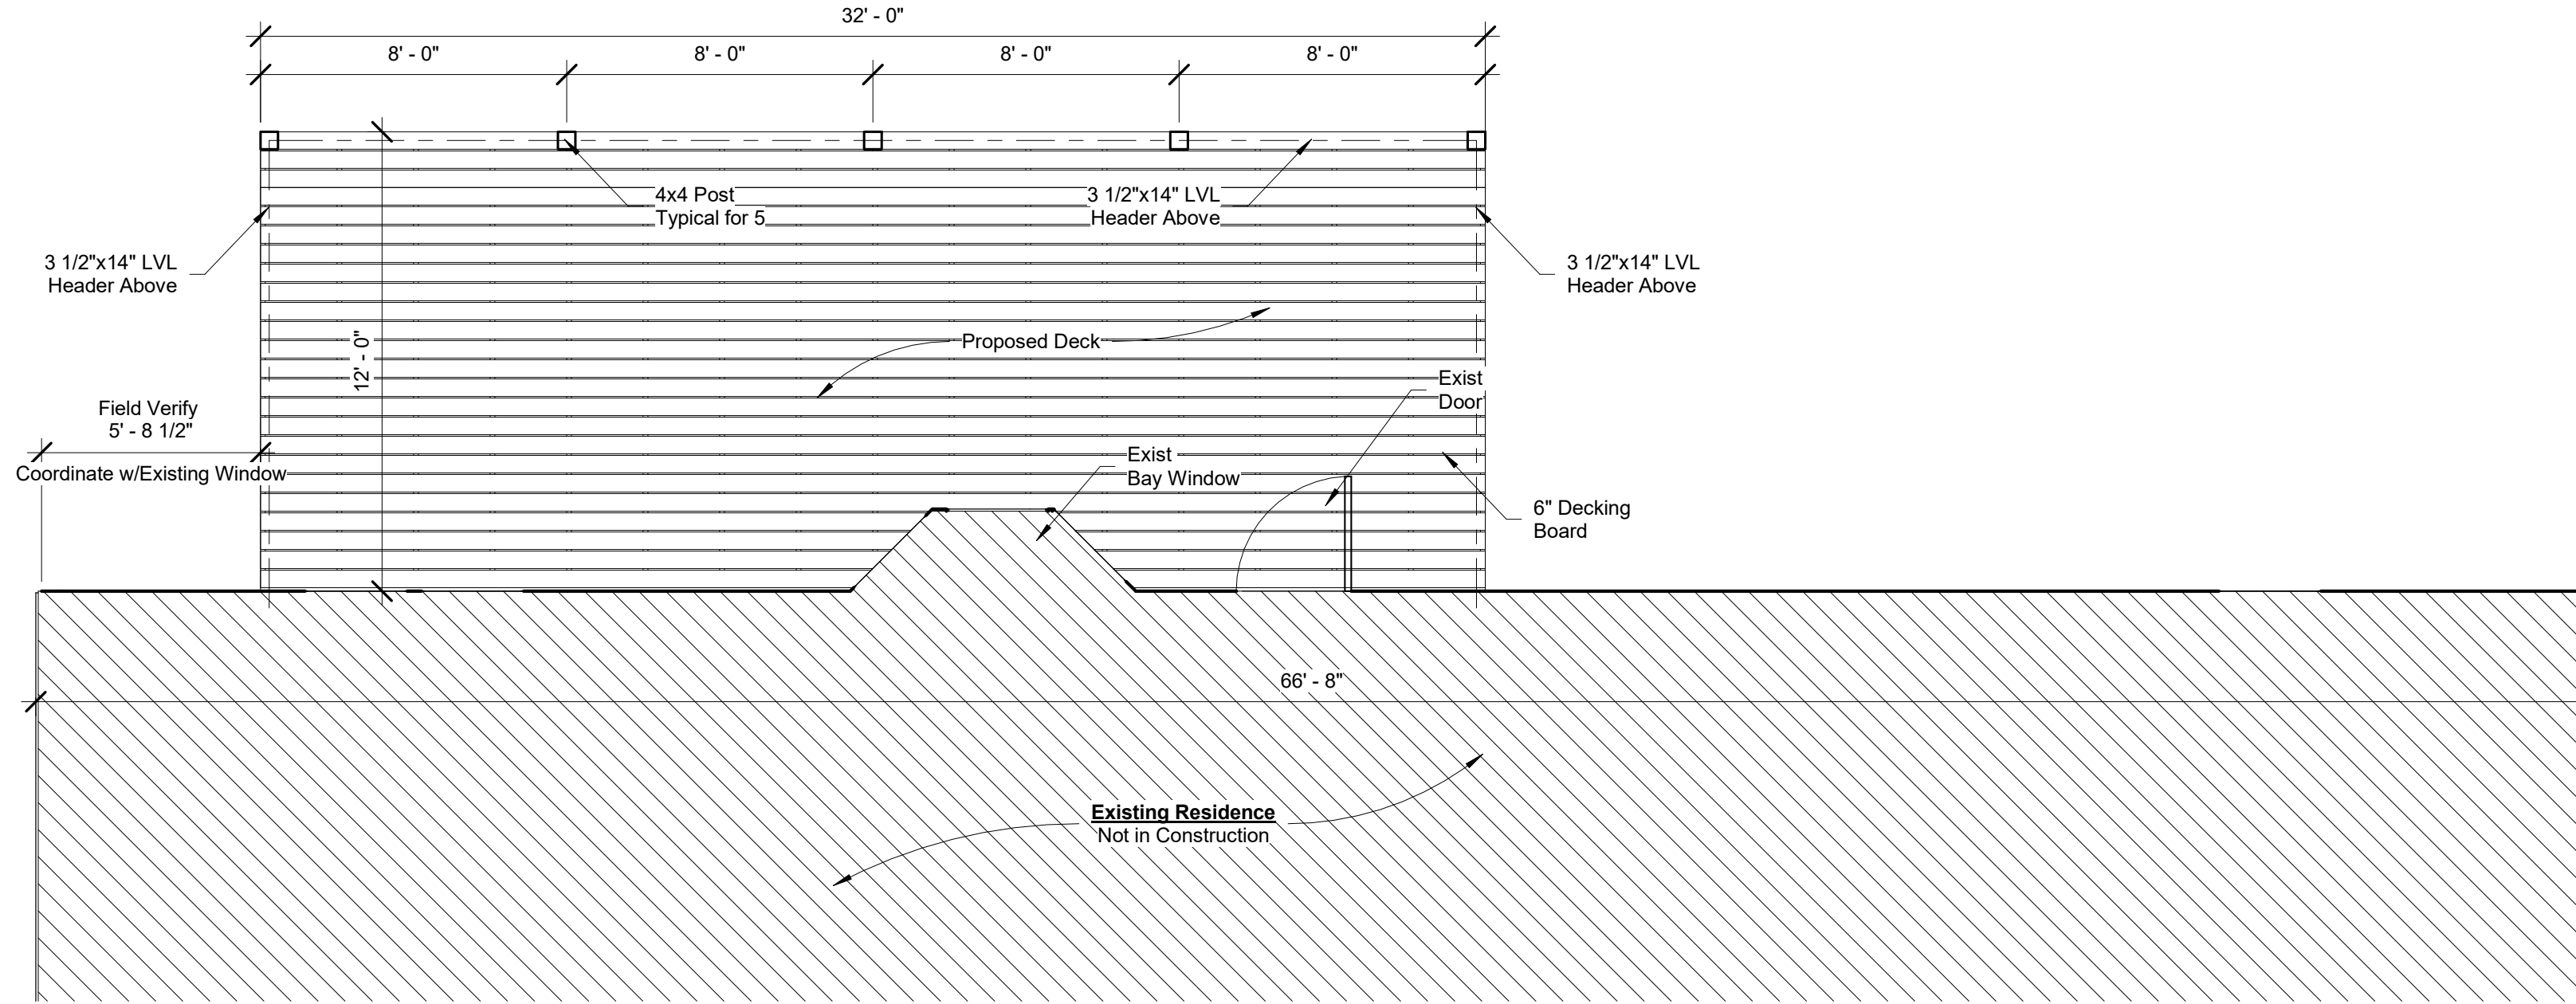 32' - 0"
8' - 0"
8' - 0"
8' - 0"
8' - 0"
4x4 Post
Typical for 5
3 1/2"x14" LVL
Header Above
3 1/2"x14" LVL
Header Above
3 1/2"x14" LVL
Header Above
Proposed Deck
12' - 0"
Exist
Door
Field Verify
5' - 8 1/2"
Coordinate w/Existing Window
Exist
Bay Window
6" Decking
Board
66' - 8"
Existing Residence
Not in Construction